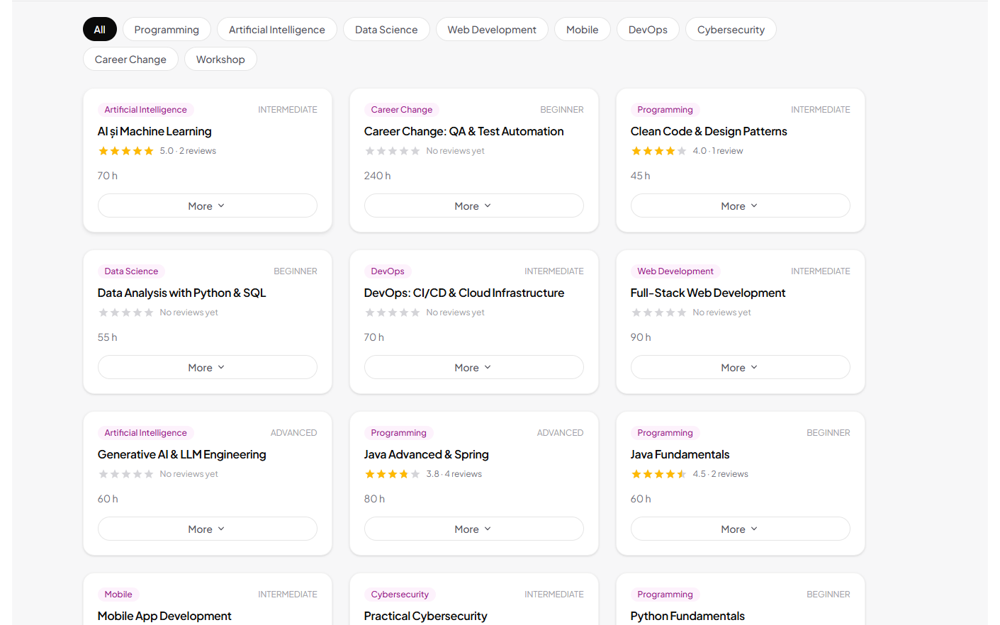 All Programming Artificial Intelligence Data Science Web Development Mobile DevOps Cybersecurity
Career Change Workshop
Artificial Intelligence INTERMEDIATE
AI și Machine Learning
5.0 · 2 reviews
70 h
More
Career Change BEGINNER
Career Change: QA & Test Automation
No reviews yet
240 h
More
Programming INTERMEDIATE
Clean Code & Design Patterns
4.0 · 1 review
45 h
More
Data Science BEGINNER
Data Analysis with Python & SQL
No reviews yet
55 h
More
DevOps INTERMEDIATE
DevOps: CI/CD & Cloud Infrastructure
No reviews yet
70 h
More
Web Development INTERMEDIATE
Full-Stack Web Development
No reviews yet
90 h
More
Artificial Intelligence ADVANCED
Generative AI & LLM Engineering
No reviews yet
60 h
More
Programming ADVANCED
Java Advanced & Spring
3.8 · 4 reviews
80 h
More
Programming BEGINNER
Java Fundamentals
4.5 · 2 reviews
60 h
More
Mobile INTERMEDIATE
Mobile App Development
Cybersecurity INTERMEDIATE
Practical Cybersecurity
Programming BEGINNER
Python Fundamentals